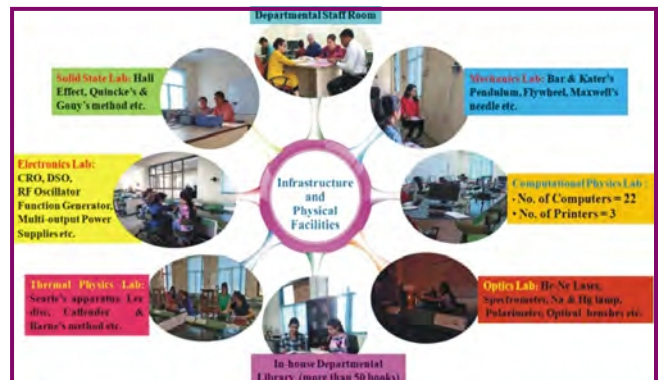 Departmental Staff Room
Solid State Lab: Hall
Effect, Quincke's &
Gouy's method etc.
Mechanics Lab: Bar & Kater's
Pendulum, Flywheel, Maxwell's
needle etc.
Electronics Lab:
CRO, DSO,
RF Oscillator
Function Generator,
Multi-output Power
Supplies etc.
Infrastructure
and
Physical
Facilities
Computational Physics Lab :
- No. of Computers = 22
• No. of Printers = 3
Thermal Physics Lab:
Searle's apparatus, Lee
disc, Callender &
Barne's method etc.
Optics Lab: He-Ne Laser,
Spectrometer, Na & Hg lamp,
Polarimeter, Optical benches etc.
In-house Departmental
Library (more than 50 books)